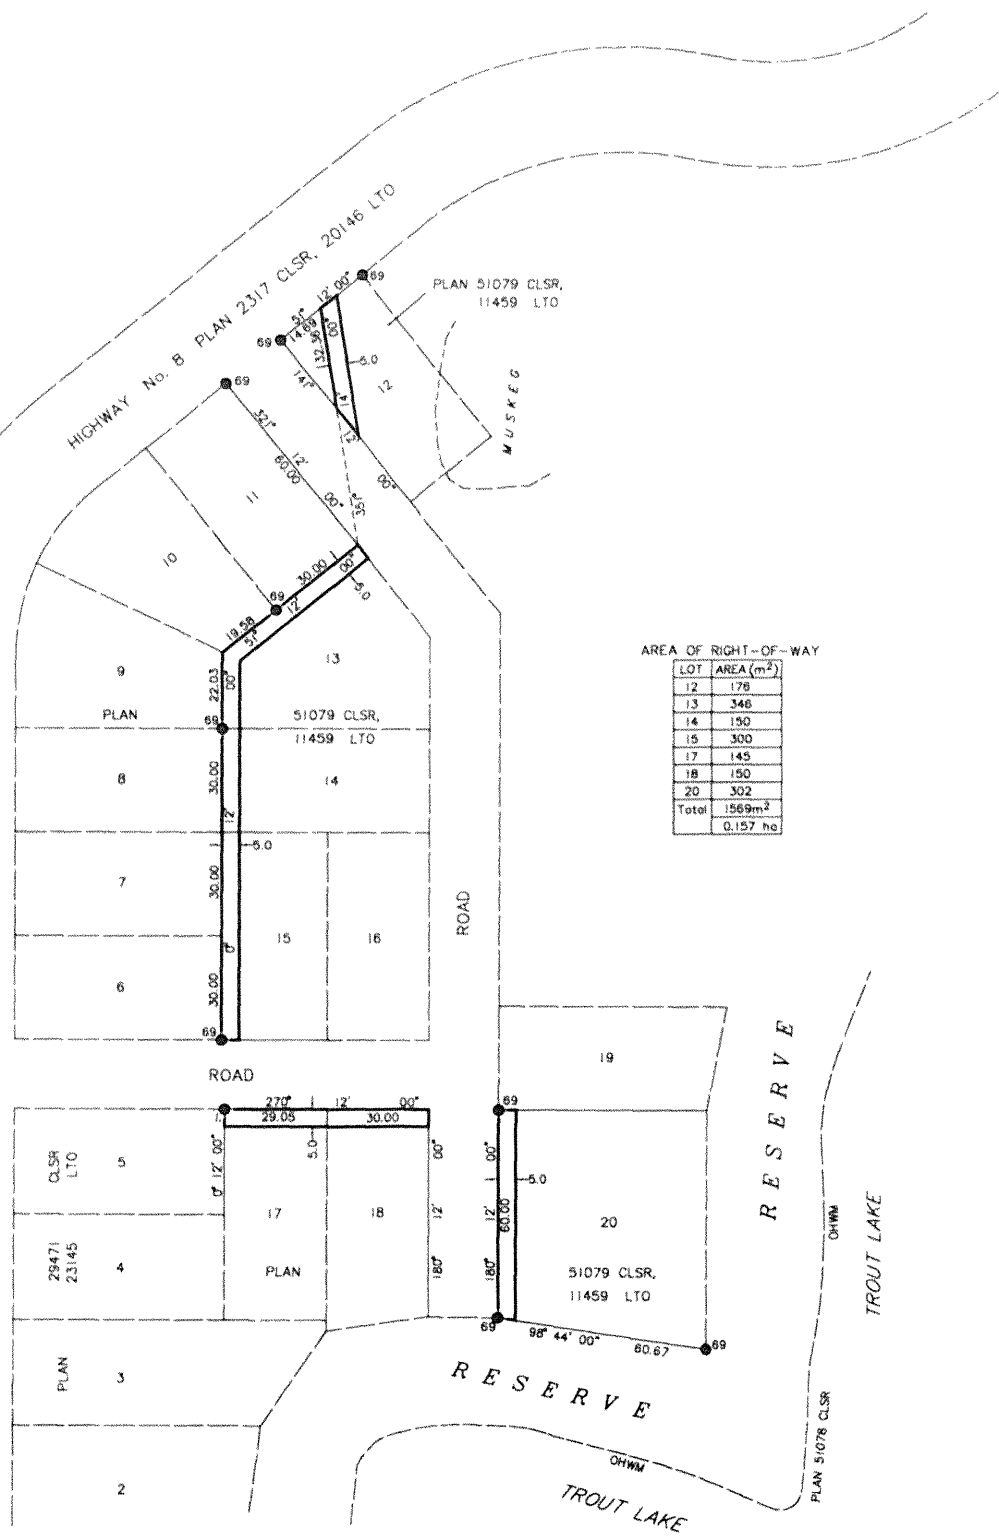 HIGHWAY No. 8 PLAN 2317 CLSR, 20146 LTO
69
PLAN 51079 CLSR,
11459 LTO
51° 12' 00"
14.69
69
00"
5.0
141°
14'
12
12'
MUSKEG
69
321° 12' 00"
60.00
351°
00"
11
10
30.00
00"
5.0
69
12'
19.58
51°
13
9
22.03
00"
PLAN
69
51079 CLSR,
11459 LTO
8
30.00
14
12'
5.0
7
30.00
15
16
ROAD
0°
6
30.00
69
ROAD
AREA OF RIGHT-OF-WAY
LOT AREA (m²)
12 176
13 346
14 150
15 300
17 145
18 150
20 302
Total 1569m²
0.157 ha
19
RESERVE
270° 12' 00"
29.05 30.00
1.
69
5.0
0° 12' 00"
180° 12' 00"
180° 12' 00"
60.00
5.0
CLSR
LTO
5
17
18
20
OHWM
TROUT LAKE
29471
23145
4
PLAN
51079 CLSR,
11459 LTO
69
98° 44' 00"
60.67
69
PLAN
3
RESERVE
PLAN 51078 CLSR
OHWM
2
TROUT LAKE